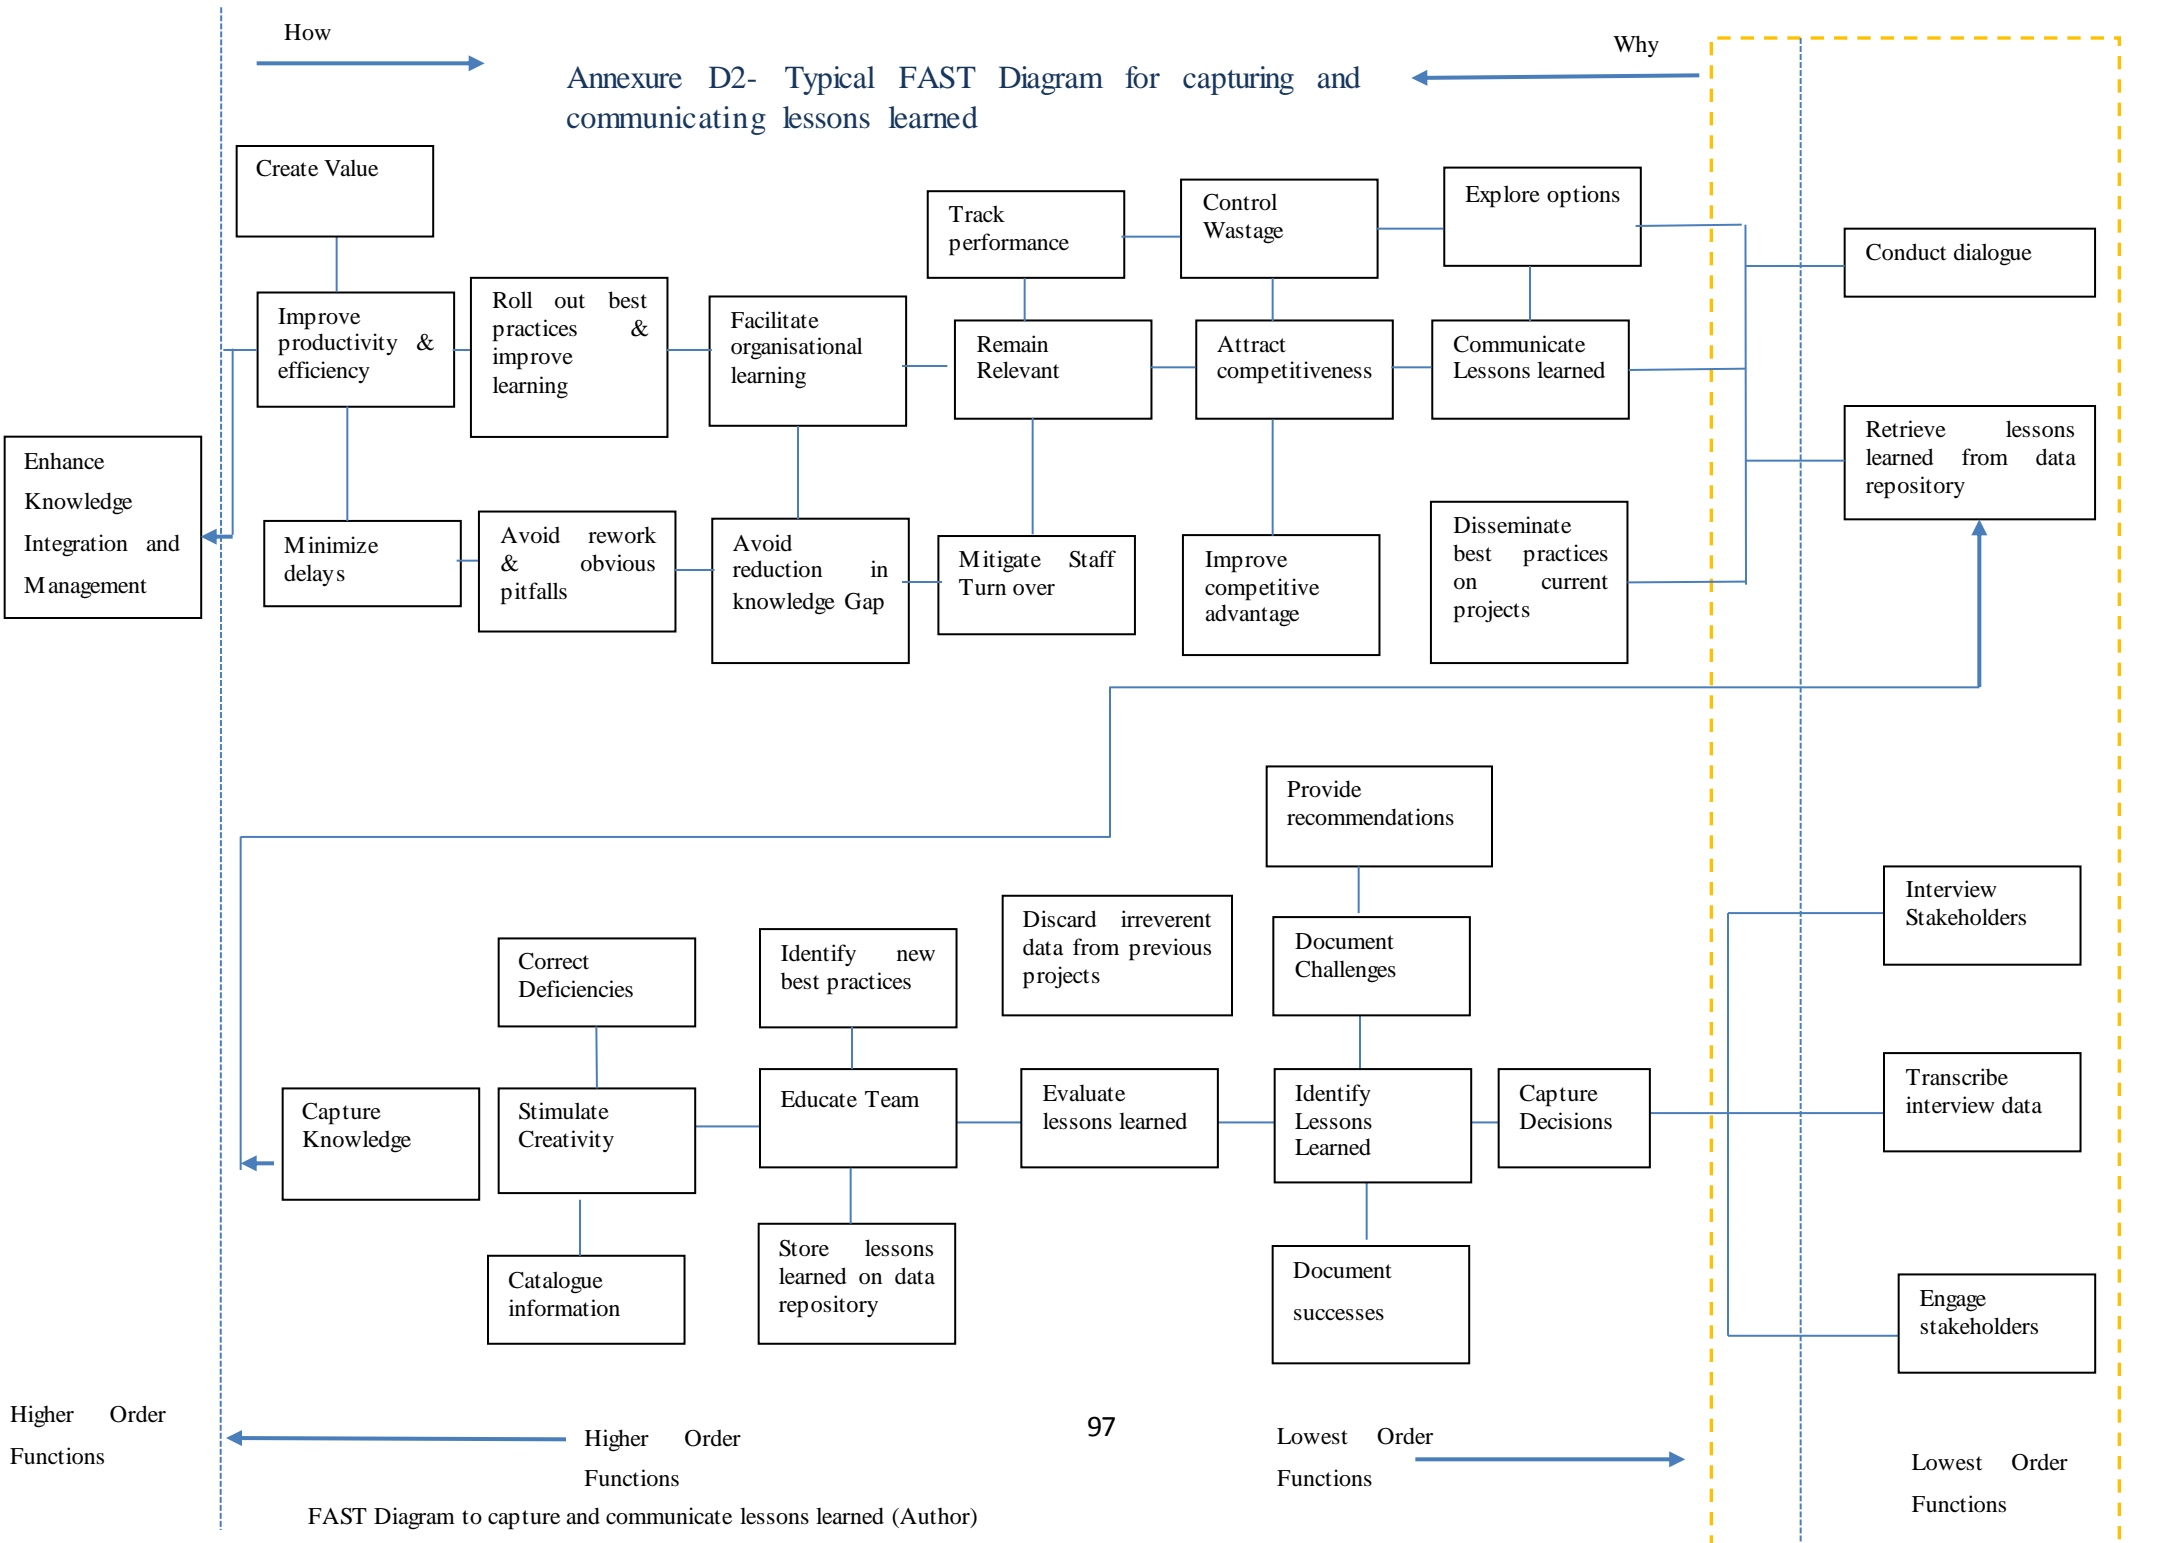 How
Why
Annexure D2- Typical FAST Diagram for capturing and
communicating lessons learned
Create Value
Track
performance
Control
Wastage
Explore options
Conduct dialogue
Improve
productivity &
efficiency
Roll out best
practices &
improve
learning
Facilitate
organisational
learning
Remain
Relevant
Attract
competitiveness
Communicate
Lessons learned
Retrieve lessons
learned from data
repository
Enhance
Knowledge
Integration and
Management
Minimize
delays
Avoid rework
& obvious
pitfalls
Avoid
reduction in
knowledge Gap
Mitigate Staff
Turn over
Improve
competitive
advantage
Disseminate
best practices
on current
projects
Provide
recommendations
Interview
Stakeholders
Correct
Deficiencies
Identify new
best practices
Discard irreverent
data from previous
projects
Document
Challenges
Capture
Knowledge
Stimulate
Creativity
Educate Team
Evaluate
lessons learned
Identify
Lessons
Learned
Capture
Decisions
Transcribe
interview data
Catalogue
information
Store lessons
learned on data
repository
Document
successes
Engage
stakeholders
Higher Order
Functions
Higher Order
Functions
97
Lowest Order
Functions
Lowest Order
Functions
FAST Diagram to capture and communicate lessons learned (Author)